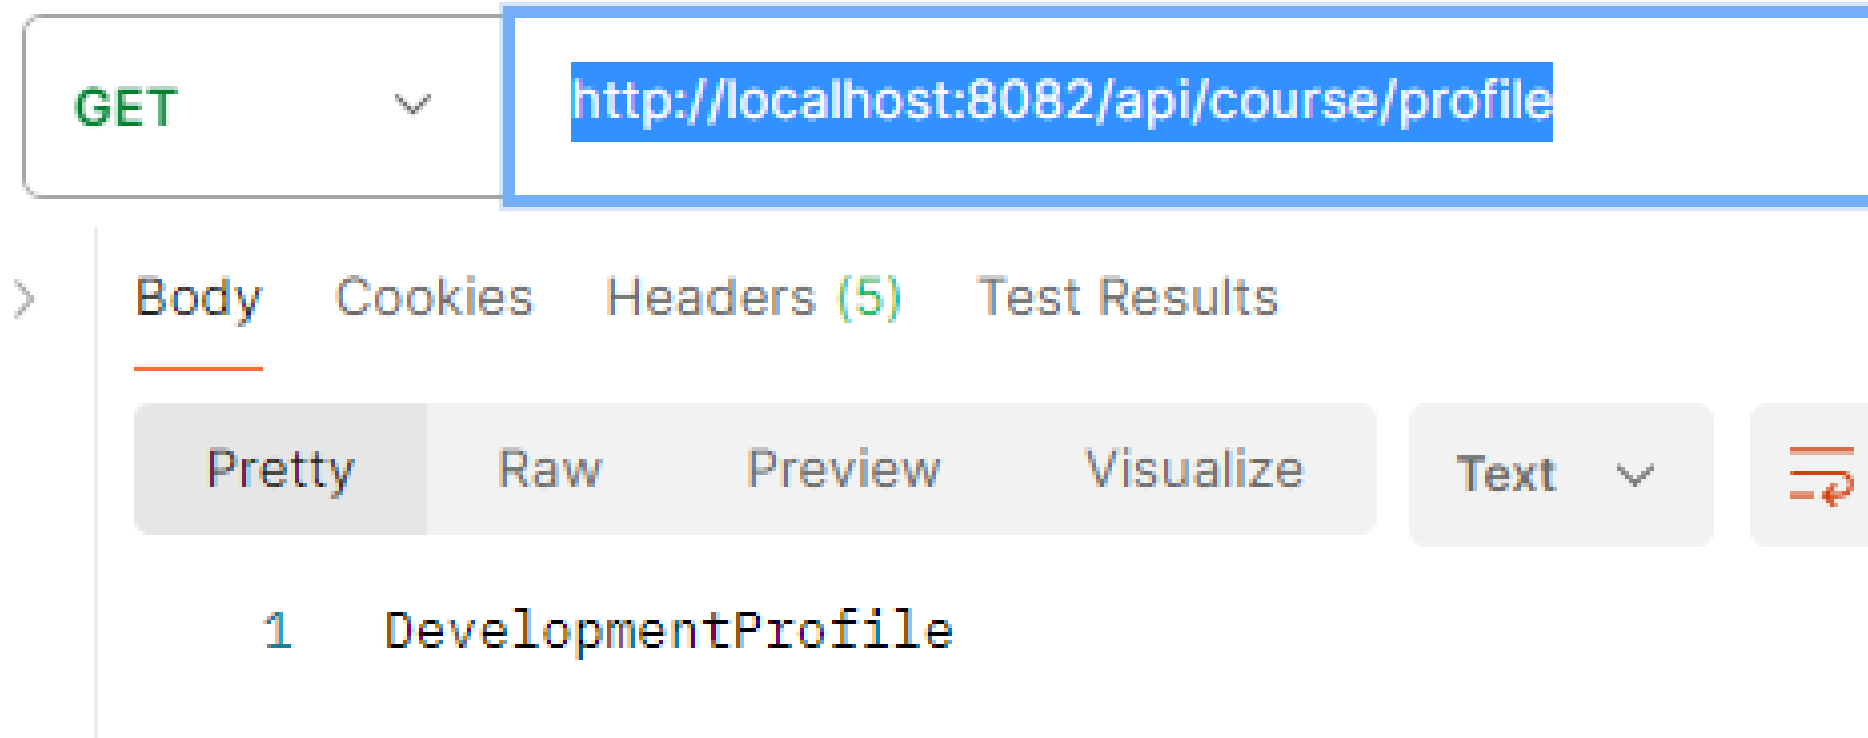 GET http://localhost:8082/api/course/profile
Body Cookies Headers (5) Test Results
Pretty Raw Preview Visualize Text
1 DevelopmentProfile